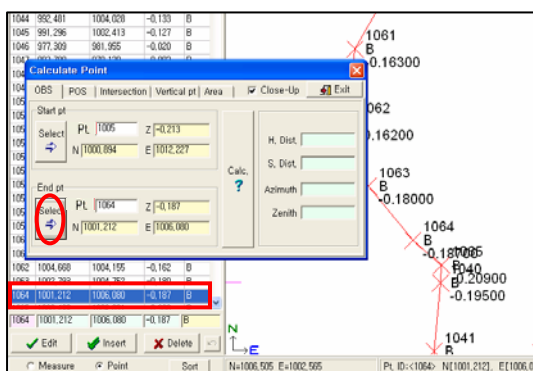 1044 992,481 1004,028 -0,133 B
1045 991,296 1002,413 -0,127 B
1046 977,309 981,955 -0,020 B
Calculate Point
OBS POS Intersection Vertical pt Area Close-Up Exit
Start pt
Select Pt, 1005 Z -0,213
N 1000,894 E 1012,227
End pt
Select Pt, 1064 Z -0,187
N 1001,212 E 1006,080
Calc, ?
H, Dist,
S, Dist,
Azimuth
Zenith
1062 1004,668 1004,155 -0,162 B
1064 1001,212 1006,080 -0,187 B
1064 1001,212 1006,080 -0,187 B
Edit Insert Delete
Measure Point Sort
N=1006,505 E=1002,565
Pt, ID:<1064> N[1001,212], E[1006,0
1061
B
-0.16300
062
0.16200
1063
B
-0.18000
1064
B
-0.18700
1040
-0.20900
-0.19500
1041
B
N
E